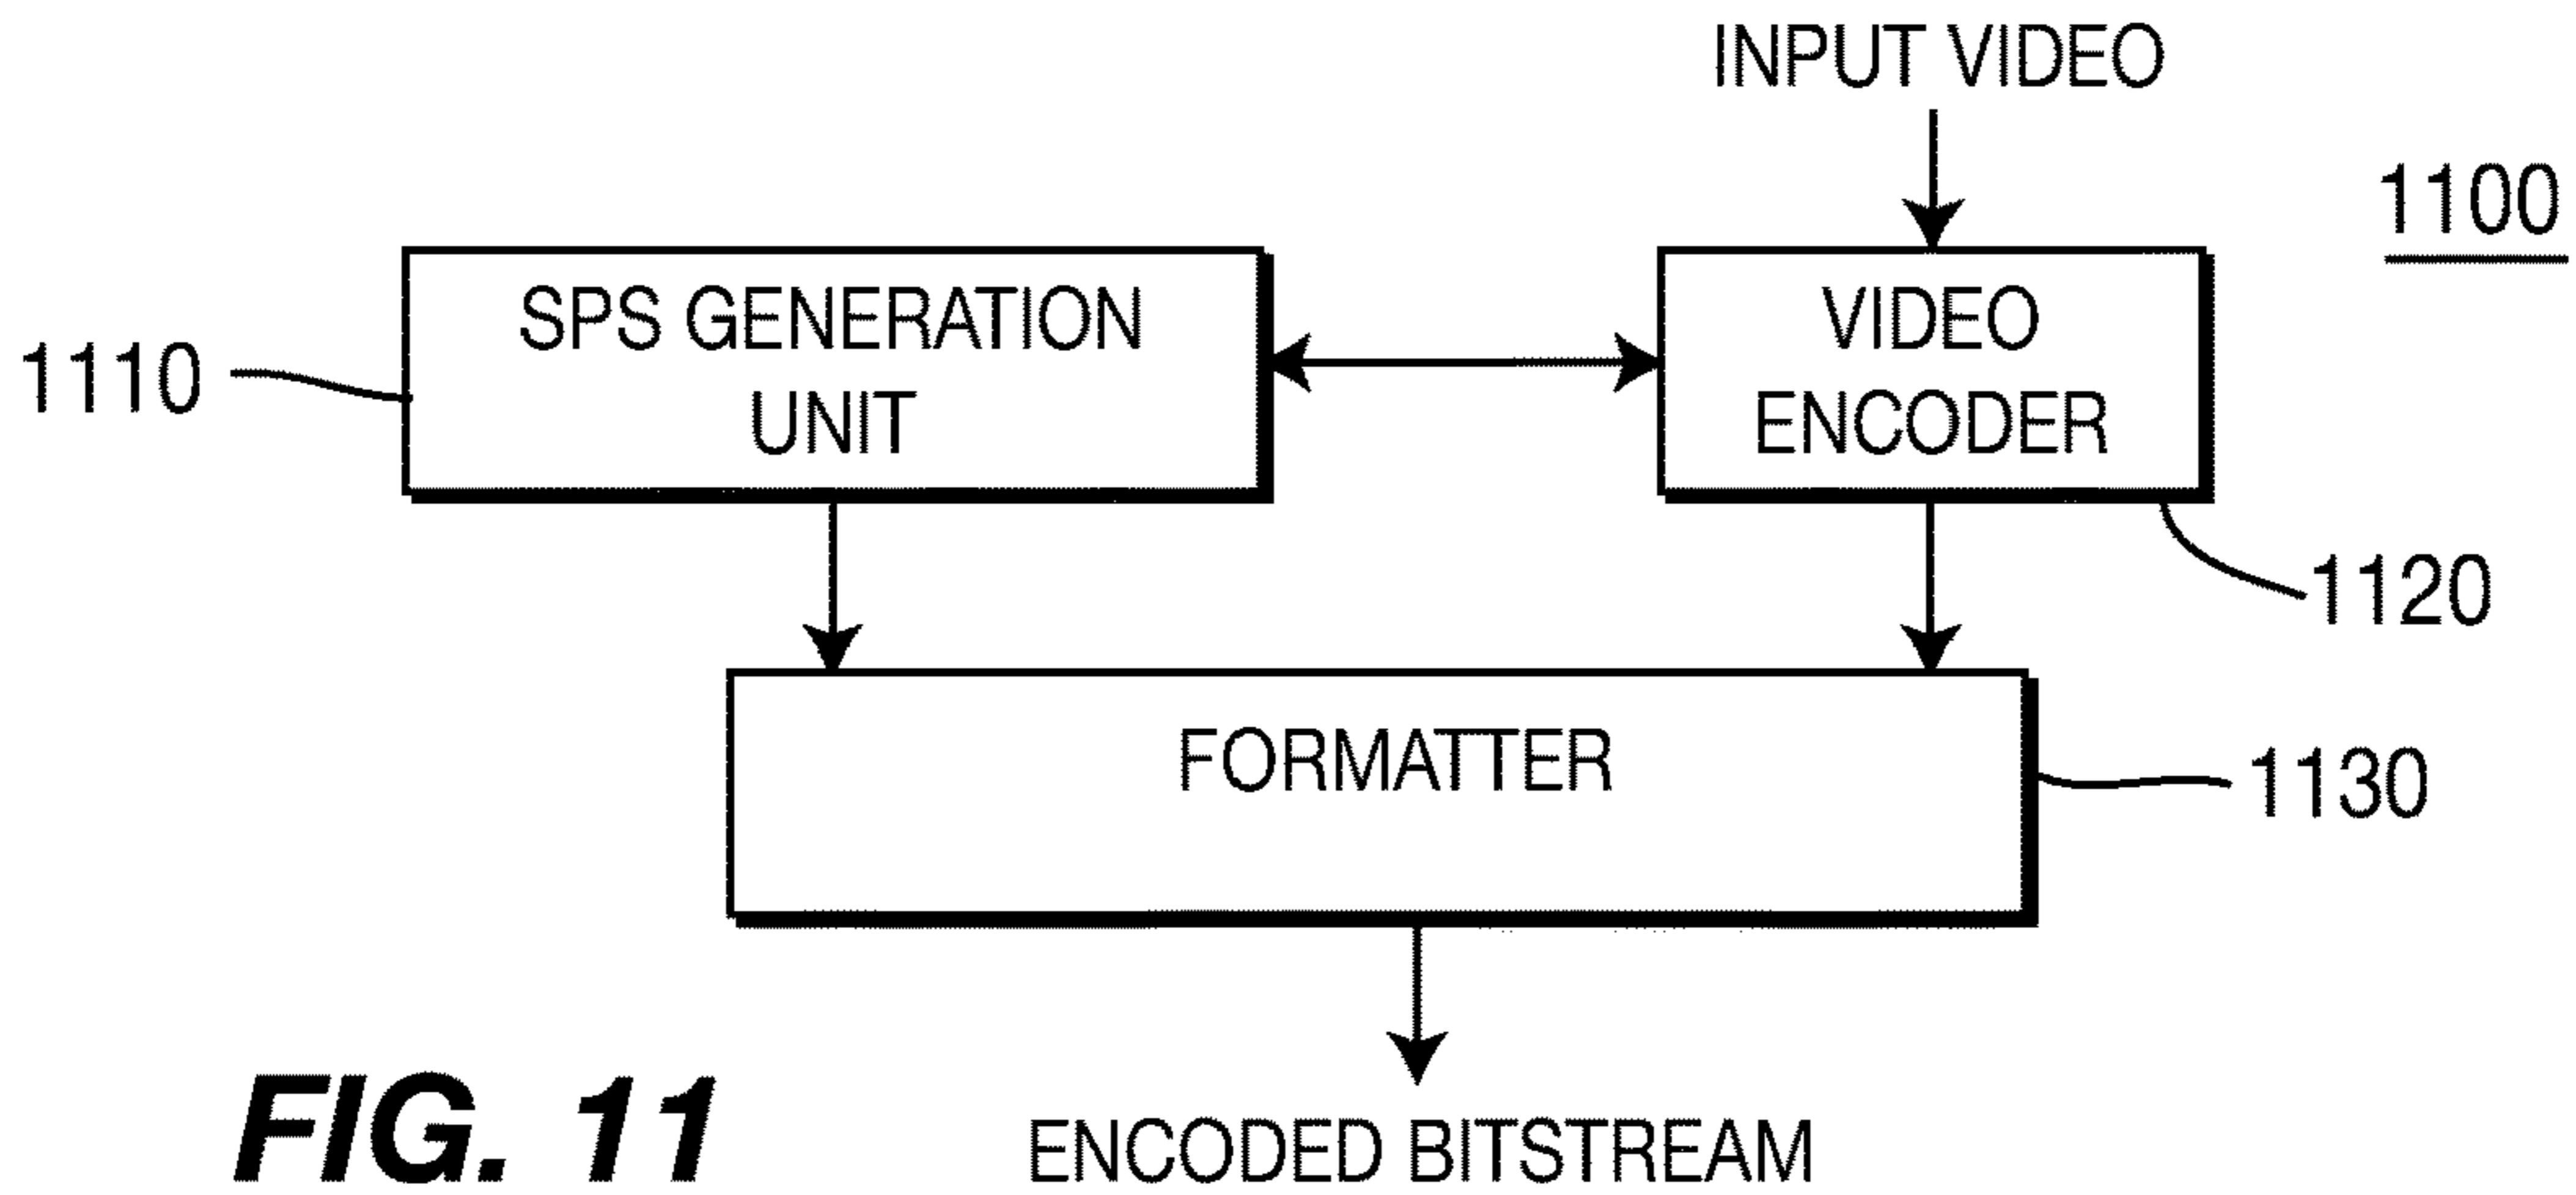 INPUT VIDEO
1100
SPS GENERATION
UNIT
VIDEO
ENCODER
1110
1120
FORMATTER
1130
ENCODED BITSTREAM
FIG. 11